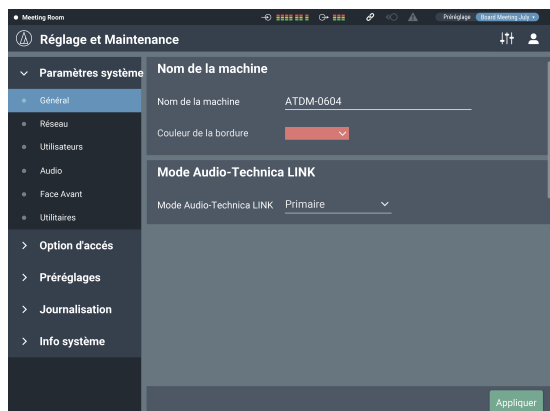 Meeting Room
Préréglage Board Meeting July
Réglage et Maintenance
Paramètres système
Général
Réseau
Utilisateurs
Audio
Face Avant
Utilitaires
Option d'accés
Préréglages
Journalisation
Info système
Nom de la machine
Nom de la machine ATDM-0604
Couleur de la bordure
Mode Audio-Technica LINK
Mode Audio-Technica LINK Primaire
Appliquer